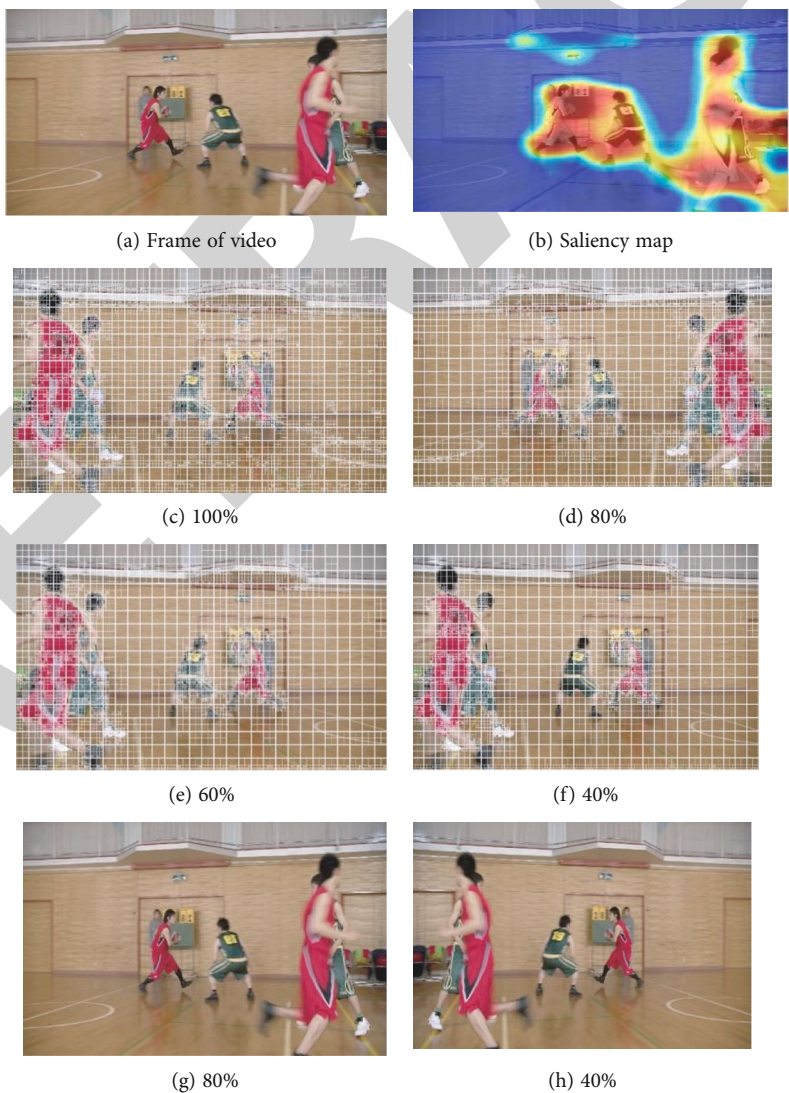 (a) Frame of video
(b) Saliency map
(c) 100%
(d) 80%
(e) 60%
(f) 40%
(g) 80%
(h) 40%